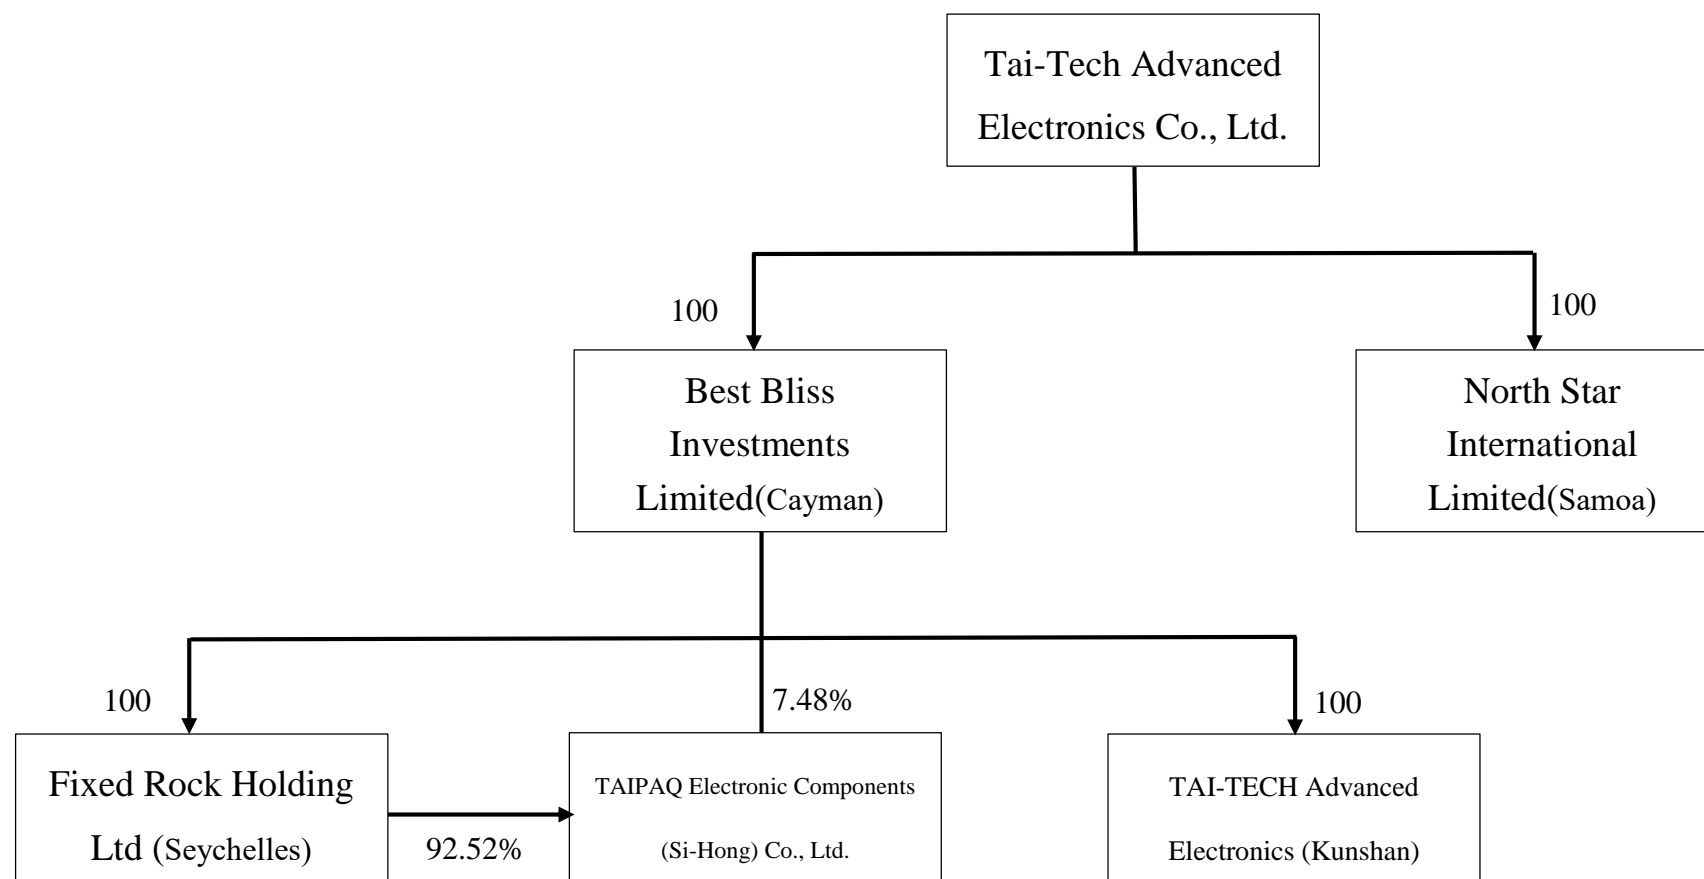 Tai-Tech Advanced
Electronics Co., Ltd.
100
100
Best Bliss
Investments
Limited(Cayman)
North Star
International
Limited(Samoa)
100
7.48%
100
Fixed Rock Holding
Ltd (Seychelles)
92.52%
TAIPAQ Electronic Components
(Si-Hong) Co., Ltd.
TAI-TECH Advanced
Electronics (Kunshan)